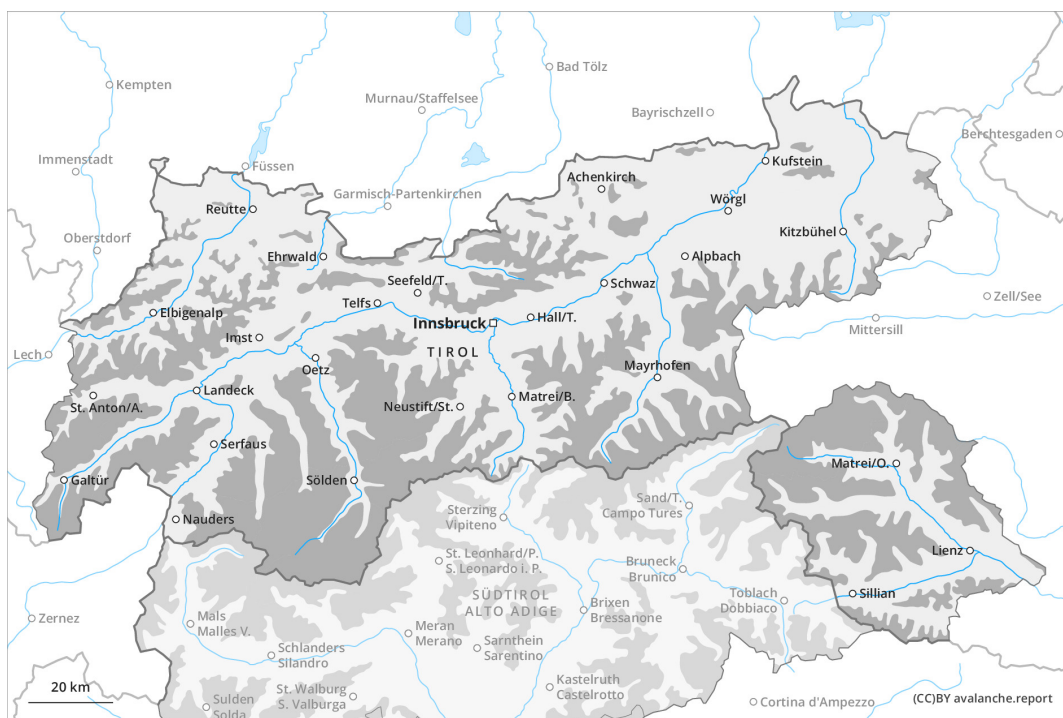 Kempten
Bad Tölz
Murnau/Staffelsee
Bayrischzell
Berchtesgaden
Immenstadt
Füssen
Kufstein
Achenkirch
Garmisch-Partenkirchen
Wörgl
Reutte
Kitzbühel
Oberstdorf
Ehrwald
Alpbach
Seefeld/T.
Schwaz
Zell/See
Telfs
Elbigenalp
Hall/T.
Innsbruck
Mittersill
Imst
Lech
TIROL
Oetz
Mayrhofen
Landeck
St. Anton/A.
Matrei/B.
Neustift/St.
Serfaus
Matrei/O.
Galtür
Sölden
Sand/T.
Campo Tures
Sterzing
Vipiteno
Nauders
Lienz
St. Leonhard/P.
S. Leonardo i. P.
Bruneck
Brunico
Sillian
SÜDTIROL
ALTO ADIGE
Toblach
Dobbiaco
Brixen
Bressanone
Mals
Malles V.
Zernez
Meran
Merano
Sarnthein
Sarentino
Schlanders
Silandro
Kastelruth
Castelrotto
20 km
St. Walburg
S. Valburga
Sulden
Solda
Cortina d'Ampezzo
(CC)BY avalanche.report